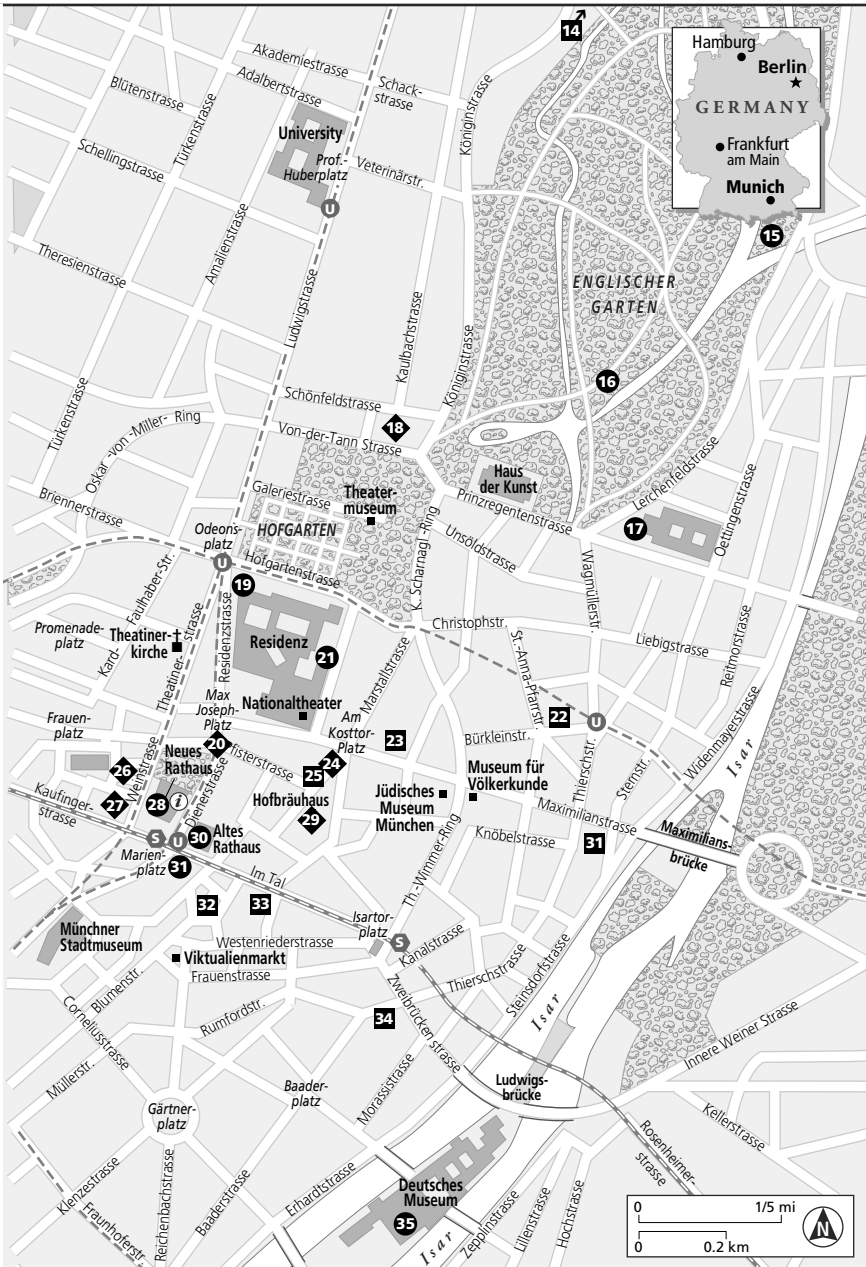 14
Hamburg
Berlin
GERMANY
Frankfurt
am Main
Munich
15
Akademiestrasse
Adalbertstrasse
Schack-
strasse
Blütenstrasse
Türkenstrasse
University
Prof.-
Huberplatz
Königinstrasse
Schellingstrasse
Veterinärstr.
U
Amalienstrasse
Theresienstrasse
Ludwigstrasse
Kaulbachstrasse
ENGLISCHER
GARTEN
16
Königinstrasse
Türkenstrasse
Schönfeldstrasse
18
Von-der-Tann Strasse
Oskar -von-Miller- Ring
Haus
der Kunst
Lerchenfeldstrasse
Galeriestrasse
Theater-
museum
Prinzregentenstrasse
17
Oettingenstrasse
Briennerstrasse
Odeons-
platz
HOFGARTEN
K. Scharnagl -Ring
Unsöldstrasse
U
Hofgartenstrasse
Wagmüllerstr.
19
Kard.-Faulhaber-Str.
Christophstr.
Promenade-
platz
Theatiner-
kirche
Theatiner-strasse
Residenzstrasse
Residenz
21
Liebigstrasse
Reitmorstrasse
St.-Anna-Pfarrstr.
Marstallstrasse
Max
Joseph-
Platz
Nationaltheater
Am
Kosttor-
Platz
22
U
Frauen-
platz
20
23
Bürkleinstr.
Widenmayerstrasse
Isar
Neues
Rathaus
fisterstrasse
24
25
26
Weinstrasse
Thierschstr.
Sternstr.
Museum für
Völkerkunde
Kaufinger-
strasse
27
28
i
Dienerstrasse
Hofbräuhaus
29
Jüdisches
Museum
München
Maximilianstrasse
S
U
30
Altes
Rathaus
Knöbelstrasse
31
Maximilians-
brücke
Marien-
platz
31
Im Tal
Th.-Wimmer-Ring
32
33
Isartor-
platz
Münchner
Stadtmuseum
Westenriederstrasse
S
Kanalstrasse
Viktualienmarkt
Frauenstrasse
Blumenstr.
Thierschstrasse
Steinsdorfstrasse
Isar
Corneliusstrasse
Rumfordstr.
34
Zweibrücken strasse
Innere Weiner Strasse
Müllerstr.
Baader-
platz
Morassistrasse
Ludwigs-
brücke
Gärtner-
platz
Kellerstrasse
Rosenheimer-
strasse
Klenzestrasse
Reichenbachstrasse
Baaderstrasse
Erhardtstrasse
Deutsches
Museum
35
Fraunhoferstr.
Isar
Zepplinstrasse
Lilienstrasse
Hochstrasse
0
1/5 mi
0
0.2 km
N